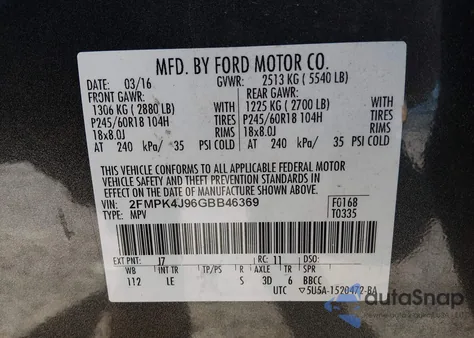 MFD. BY FORD MOTOR CO.
DATE: 03/16 GVWR: 2513 KG ( 5540 LB)
FRONT GAWR: REAR GAWR:
1306 KG ( 2880 LB) 1225 KG ( 2700 LB)
P245/60R18 104H TIRES P245/60R18 104H TIRES
18x8.0J RIMS 18x8.0J RIMS
AT 240 kPa/ 35 PSI COLD AT 240 kPa/ 35 PSI COLD
THIS VEHICLE CONFORMS TO ALL APPLICABLE FEDERAL MOTOR
VEHICLE SAFETY AND THEFT PREVENTION STANDARDS IN
EFFECT ON THE DATE OF MANUFACTURE SHOWN ABOVE.
VIN: 2FMPK4J96GBB46369 F0168
TYPE: MPV T0335
EXT PNT: J7 RC: 11 DSO:
WB INT TR TP/PS R AXLE TR SPR
112 LE S 3D 6 BBCC
UTC 5U5A-1520472-BA
autoSnap